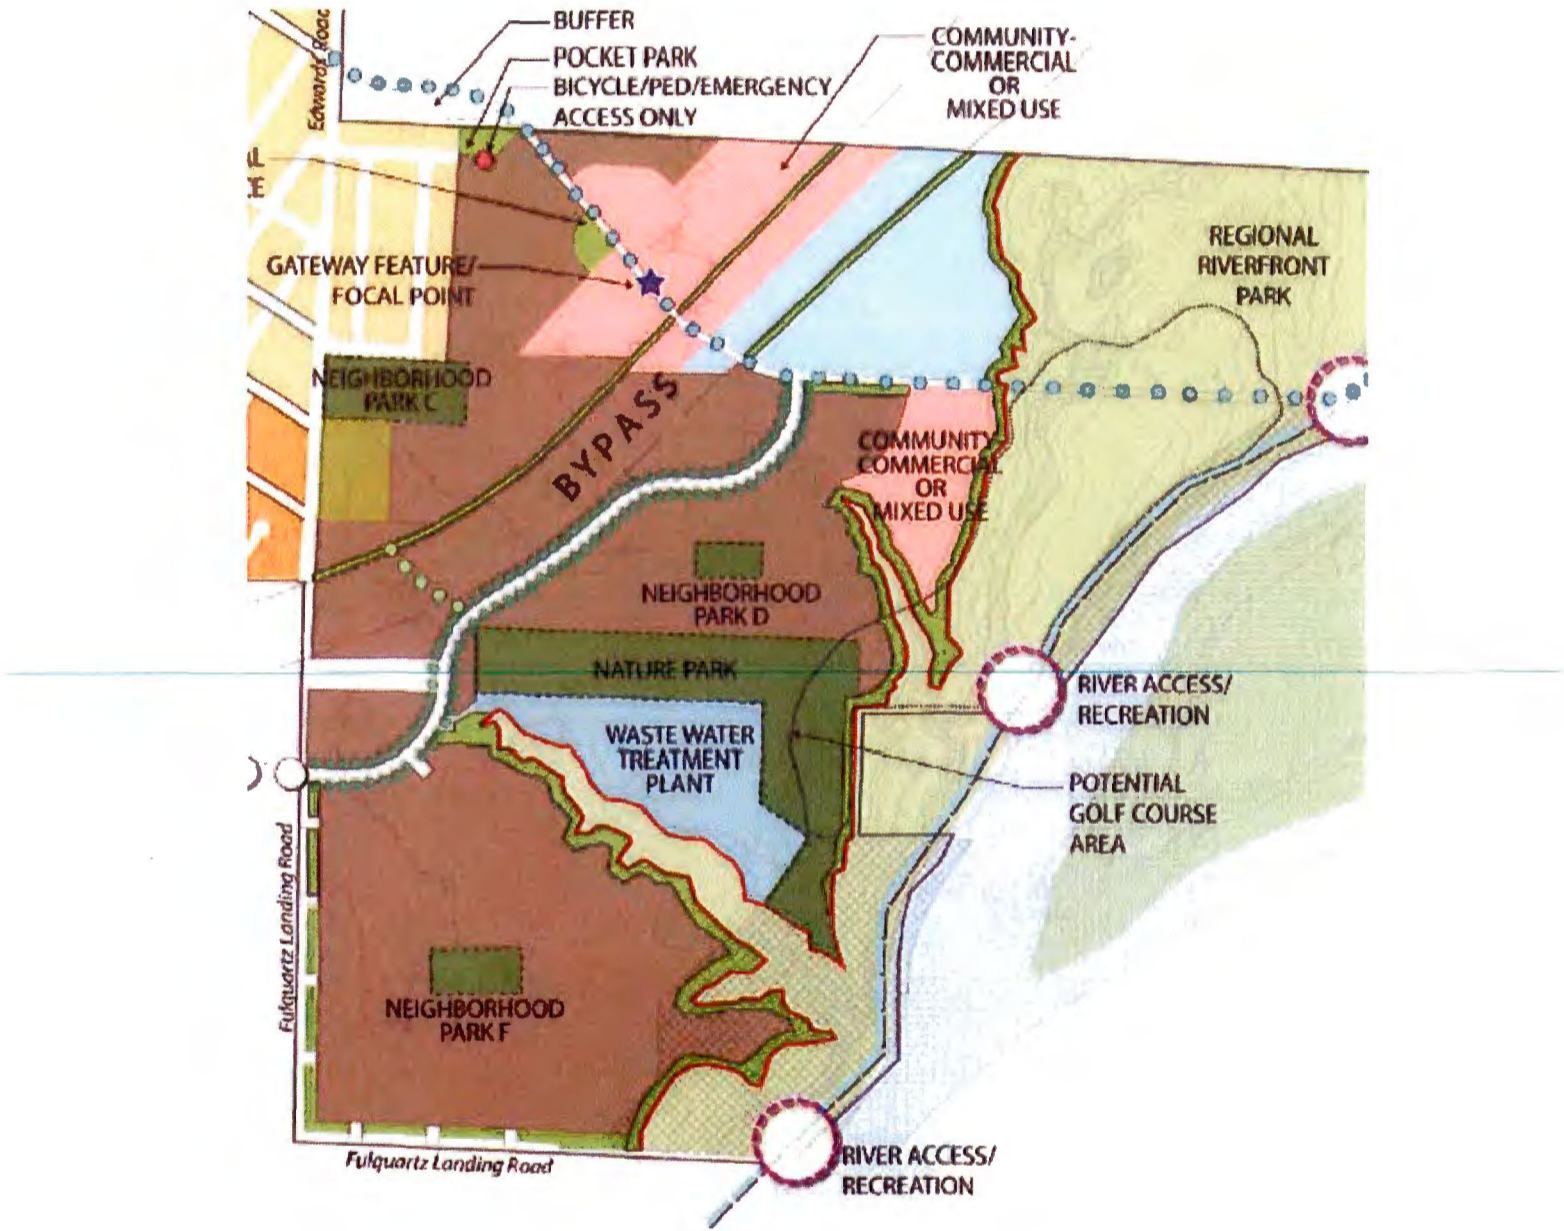 BUFFER
POCKET PARK
BICYCLE/PED/EMERGENCY
ACCESS ONLY
COMMUNITY-
COMMERCIAL
OR
MIXED USE
Edwards Road
AL
CE
GATEWAY FEATURE/
FOCAL POINT
REGIONAL
RIVERFRONT
PARK
NEIGHBORHOOD
PARK C
BYPASS
COMMUNITY
COMMERCIAL
OR
MIXED USE
NEIGHBORHOOD
PARK D
NATURE PARK
WASTE WATER
TREATMENT
PLANT
RIVER ACCESS/
RECREATION
POTENTIAL
GOLF COURSE
AREA
Fulquartz Landing Road
NEIGHBORHOOD
PARK F
Fulquartz Landing Road
RIVER ACCESS/
RECREATION